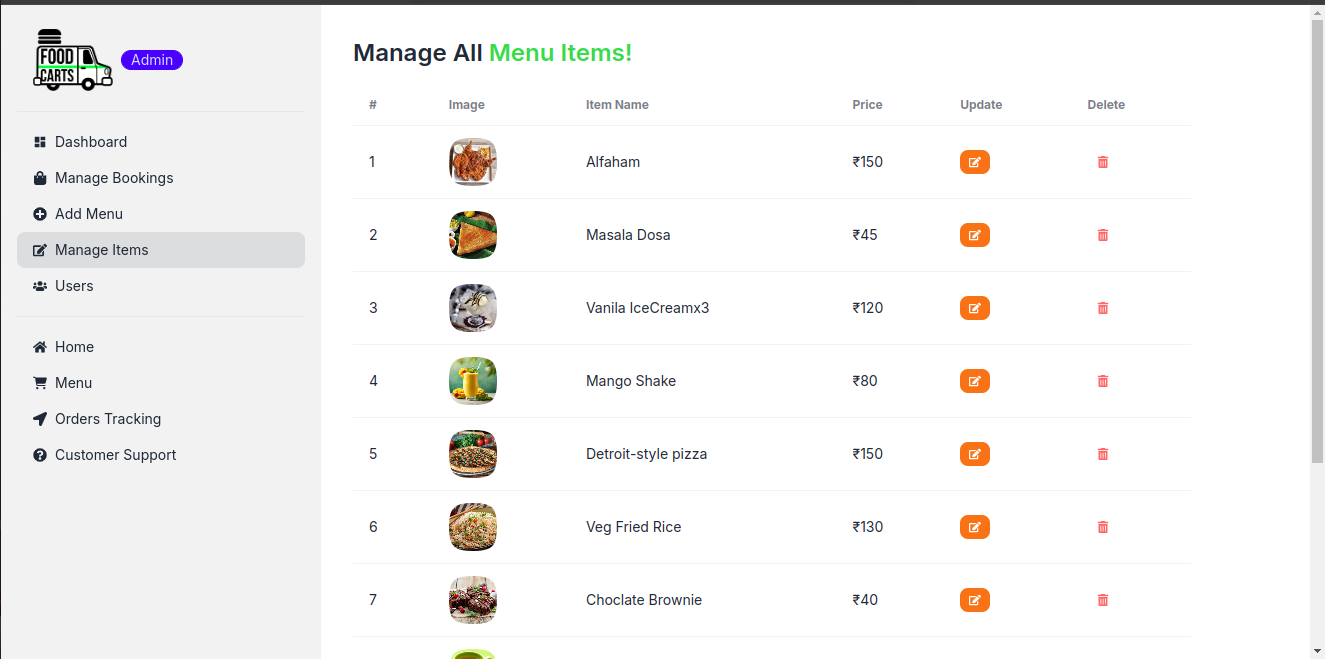 FOOD
CARTS
Admin
Dashboard
Manage Bookings
Add Menu
Manage Items
Users
Home
Menu
Orders Tracking
Customer Support
Manage All Menu Items!
# Image Item Name Price Update Delete
1 Alfaham ₹150
2 Masala Dosa ₹45
3 Vanila IceCreamx3 ₹120
4 Mango Shake ₹80
5 Detroit-style pizza ₹150
6 Veg Fried Rice ₹130
7 Choclate Brownie ₹40